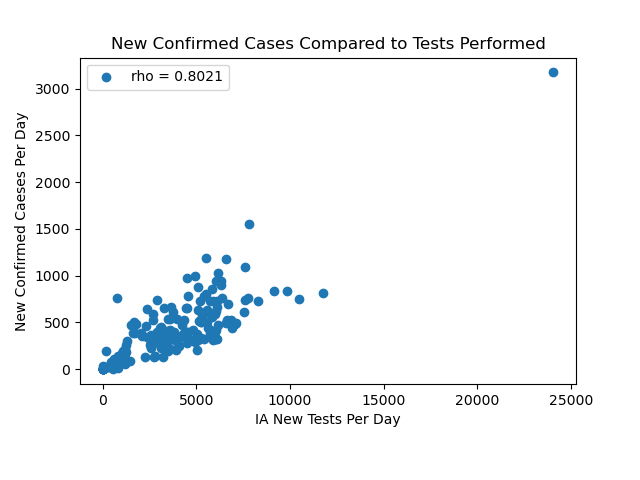 New Confirmed Cases Compared to Tests Performed
rho = 0.8021
New Confirmed Caeses Per Day
3000
2500
2000
1500
1000
500
0
0 5000 10000 15000 20000 25000
IA New Tests Per Day